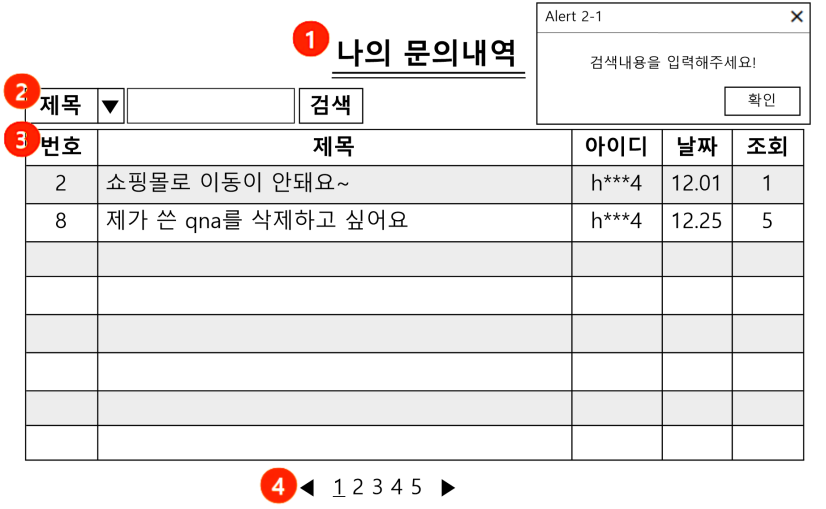 Alert 2-1
검색내용을 입력해주세요!
확인
1 나의 문의내역
2 제목 ▼ 검색
3 번호 제목 아이디 날짜 조회
2 쇼핑몰로 이동이 안돼요~ h***4 12.01 1
8 제가 쓴 qna를 삭제하고 싶어요 h***4 12.25 5
4 ◀ 1 2 3 4 5 ▶